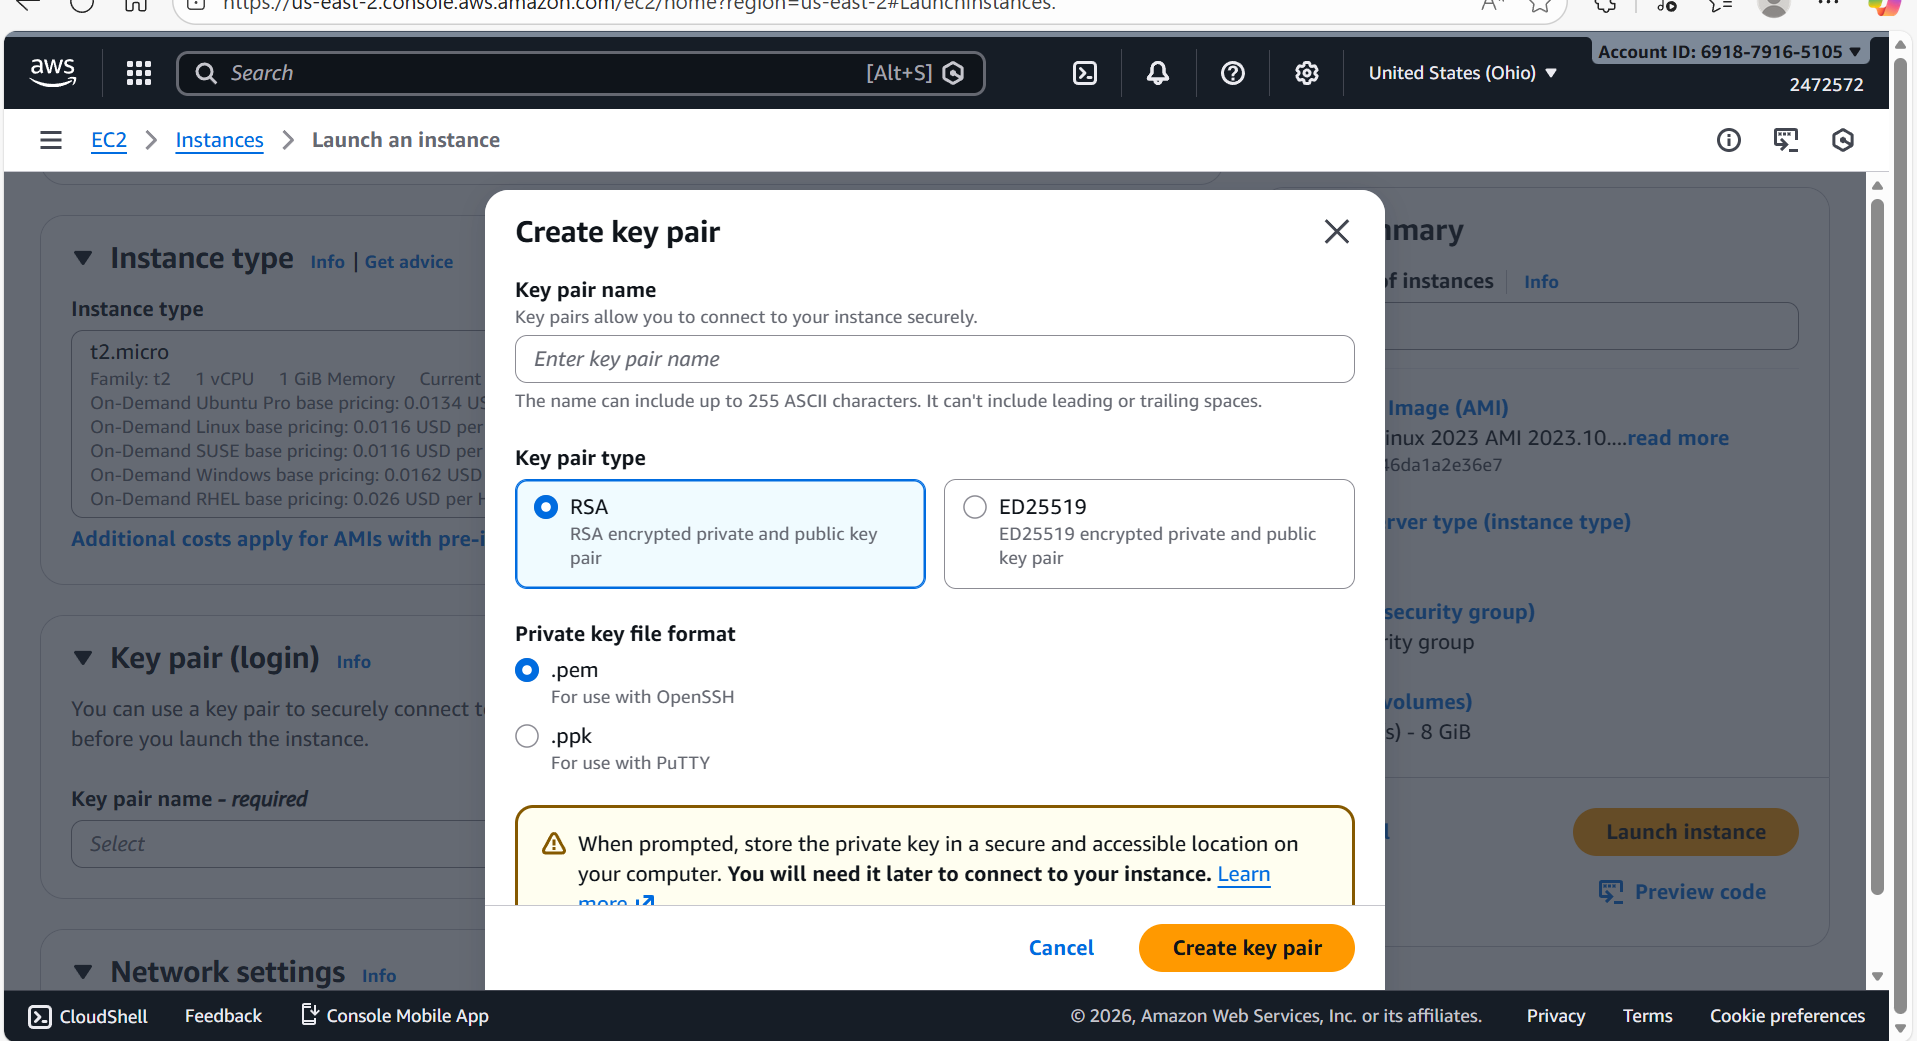 https://us-east-2.console.aws.amazon.com/ec2/home?region=us-east-2#LaunchInstances:
aws
Search
[Alt+S]
United States (Ohio)
Account ID: 6918-7916-5105
2472572
EC2
Instances
Launch an instance
Instance type Info | Get advice
Instance type
t2.micro
Family: t2 1 vCPU 1 GiB Memory Current
On-Demand Ubuntu Pro base pricing: 0.0134
On-Demand Linux base pricing: 0.0116 USD per
On-Demand SUSE base pricing: 0.0116 USD per
On-Demand Windows base pricing: 0.0162 USD
On-Demand RHEL base pricing: 0.026 USD per
Additional costs apply for AMIs with pre-i
Key pair (login) Info
You can use a key pair to securely connect
before you launch the instance.
Key pair name - required
Select
Network settings Info
Create key pair
Key pair name
Key pairs allow you to connect to your instance securely.
Enter key pair name
The name can include up to 255 ASCII characters. It can't include leading or trailing spaces.
Key pair type
RSA
RSA encrypted private and public key
pair
ED25519
ED25519 encrypted private and public
key pair
Private key file format
.pem
For use with OpenSSH
.ppk
For use with PuTTY
When prompted, store the private key in a secure and accessible location on
your computer. You will need it later to connect to your instance. Learn
more
Cancel
Create key pair
mmary
of instances Info
Image (AMI)
inux 2023 AMI 2023.10....read more
46da1a2e36e7
rver type (instance type)
security group)
rity group
volumes)
s) - 8 GiB
Launch instance
Preview code
CloudShell
Feedback
Console Mobile App
© 2026, Amazon Web Services, Inc. or its affiliates.
Privacy
Terms
Cookie preferences